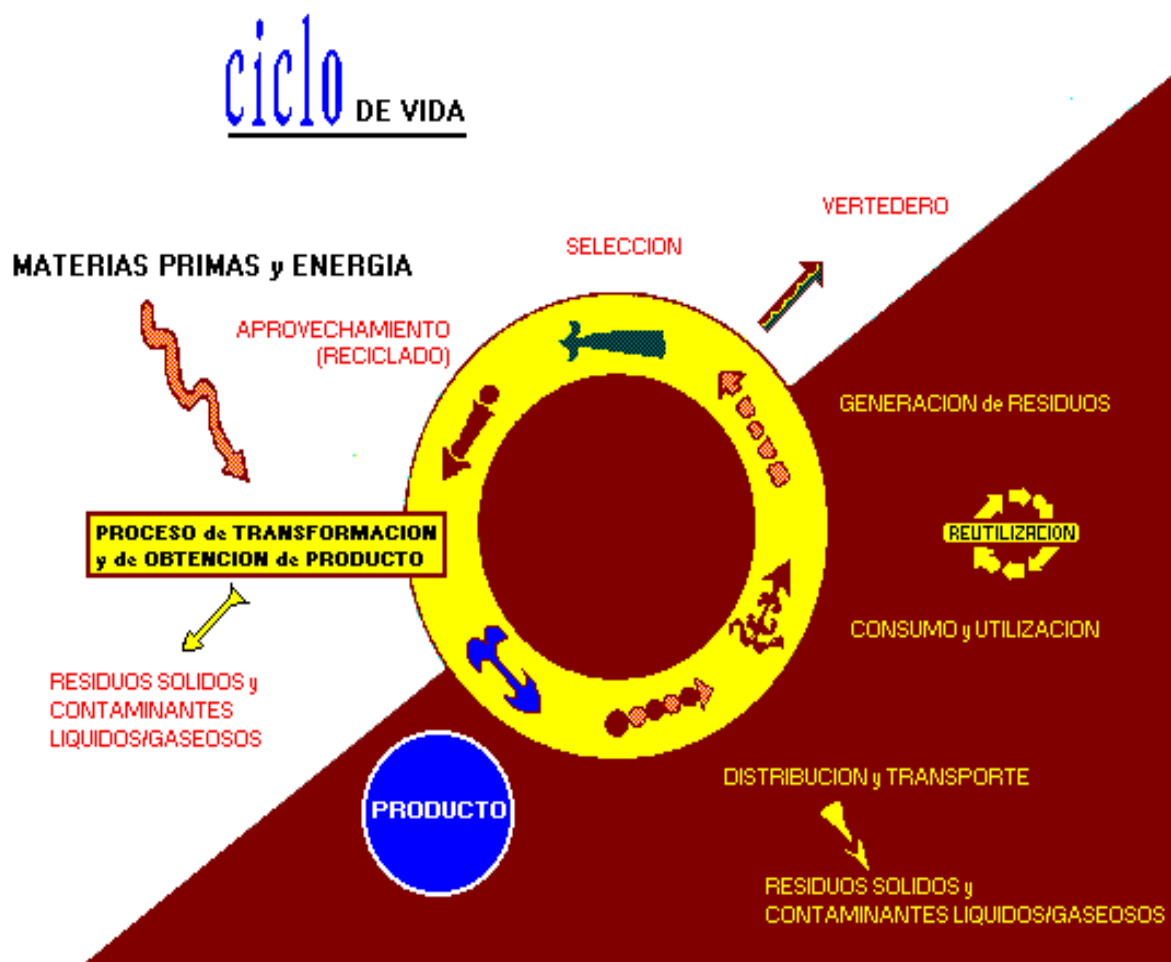 ciclo DE VIDA
VERTEDERO
SELECCION
MATERIAS PRIMAS y ENERGIA
APROVECHAMIENTO
(RECICLADO)
GENERACION de RESIDUOS
PROCESO de TRANSFORMACION
y de OBTENCION de PRODUCTO
REUTILIZACION
CONSUMO y UTILIZACION
RESIDUOS SOLIDOS y
CONTAMINANTES
LIQUIDOS/GASEOSOS
PRODUCTO
DISTRIBUCION y TRANSPORTE
RESIDUOS SOLIDOS y
CONTAMINANTES LIQUIDOS/GASEOSOS